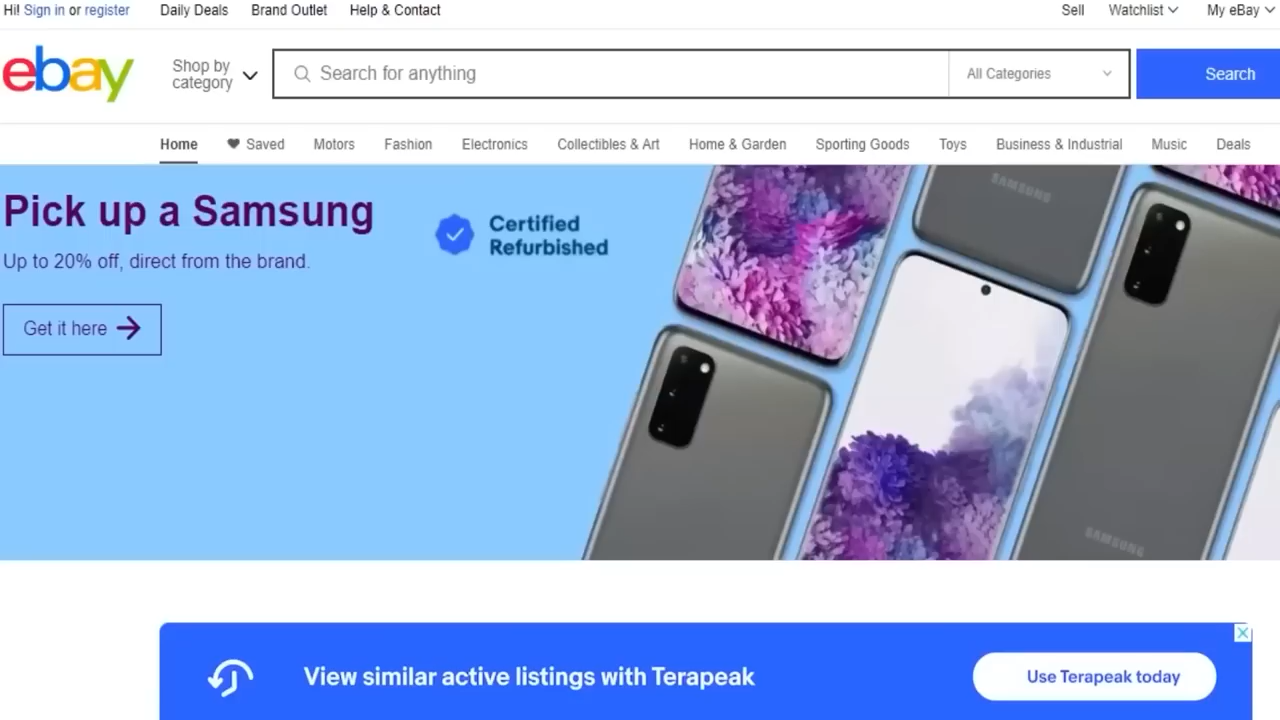 Hi! Sign in or register Daily Deals Brand Outlet Help & Contact Sell Watchlist My eBay
ebay Shop by category Search for anything All Categories Search
Home Saved Motors Fashion Electronics Collectibles & Art Home & Garden Sporting Goods Toys Business & Industrial Music Deals
Pick up a Samsung
Up to 20% off, direct from the brand.
Get it here
Certified
Refurbished
SAMSUNG
SAMSUNG
View similar active listings with Terapeak Use Terapeak today